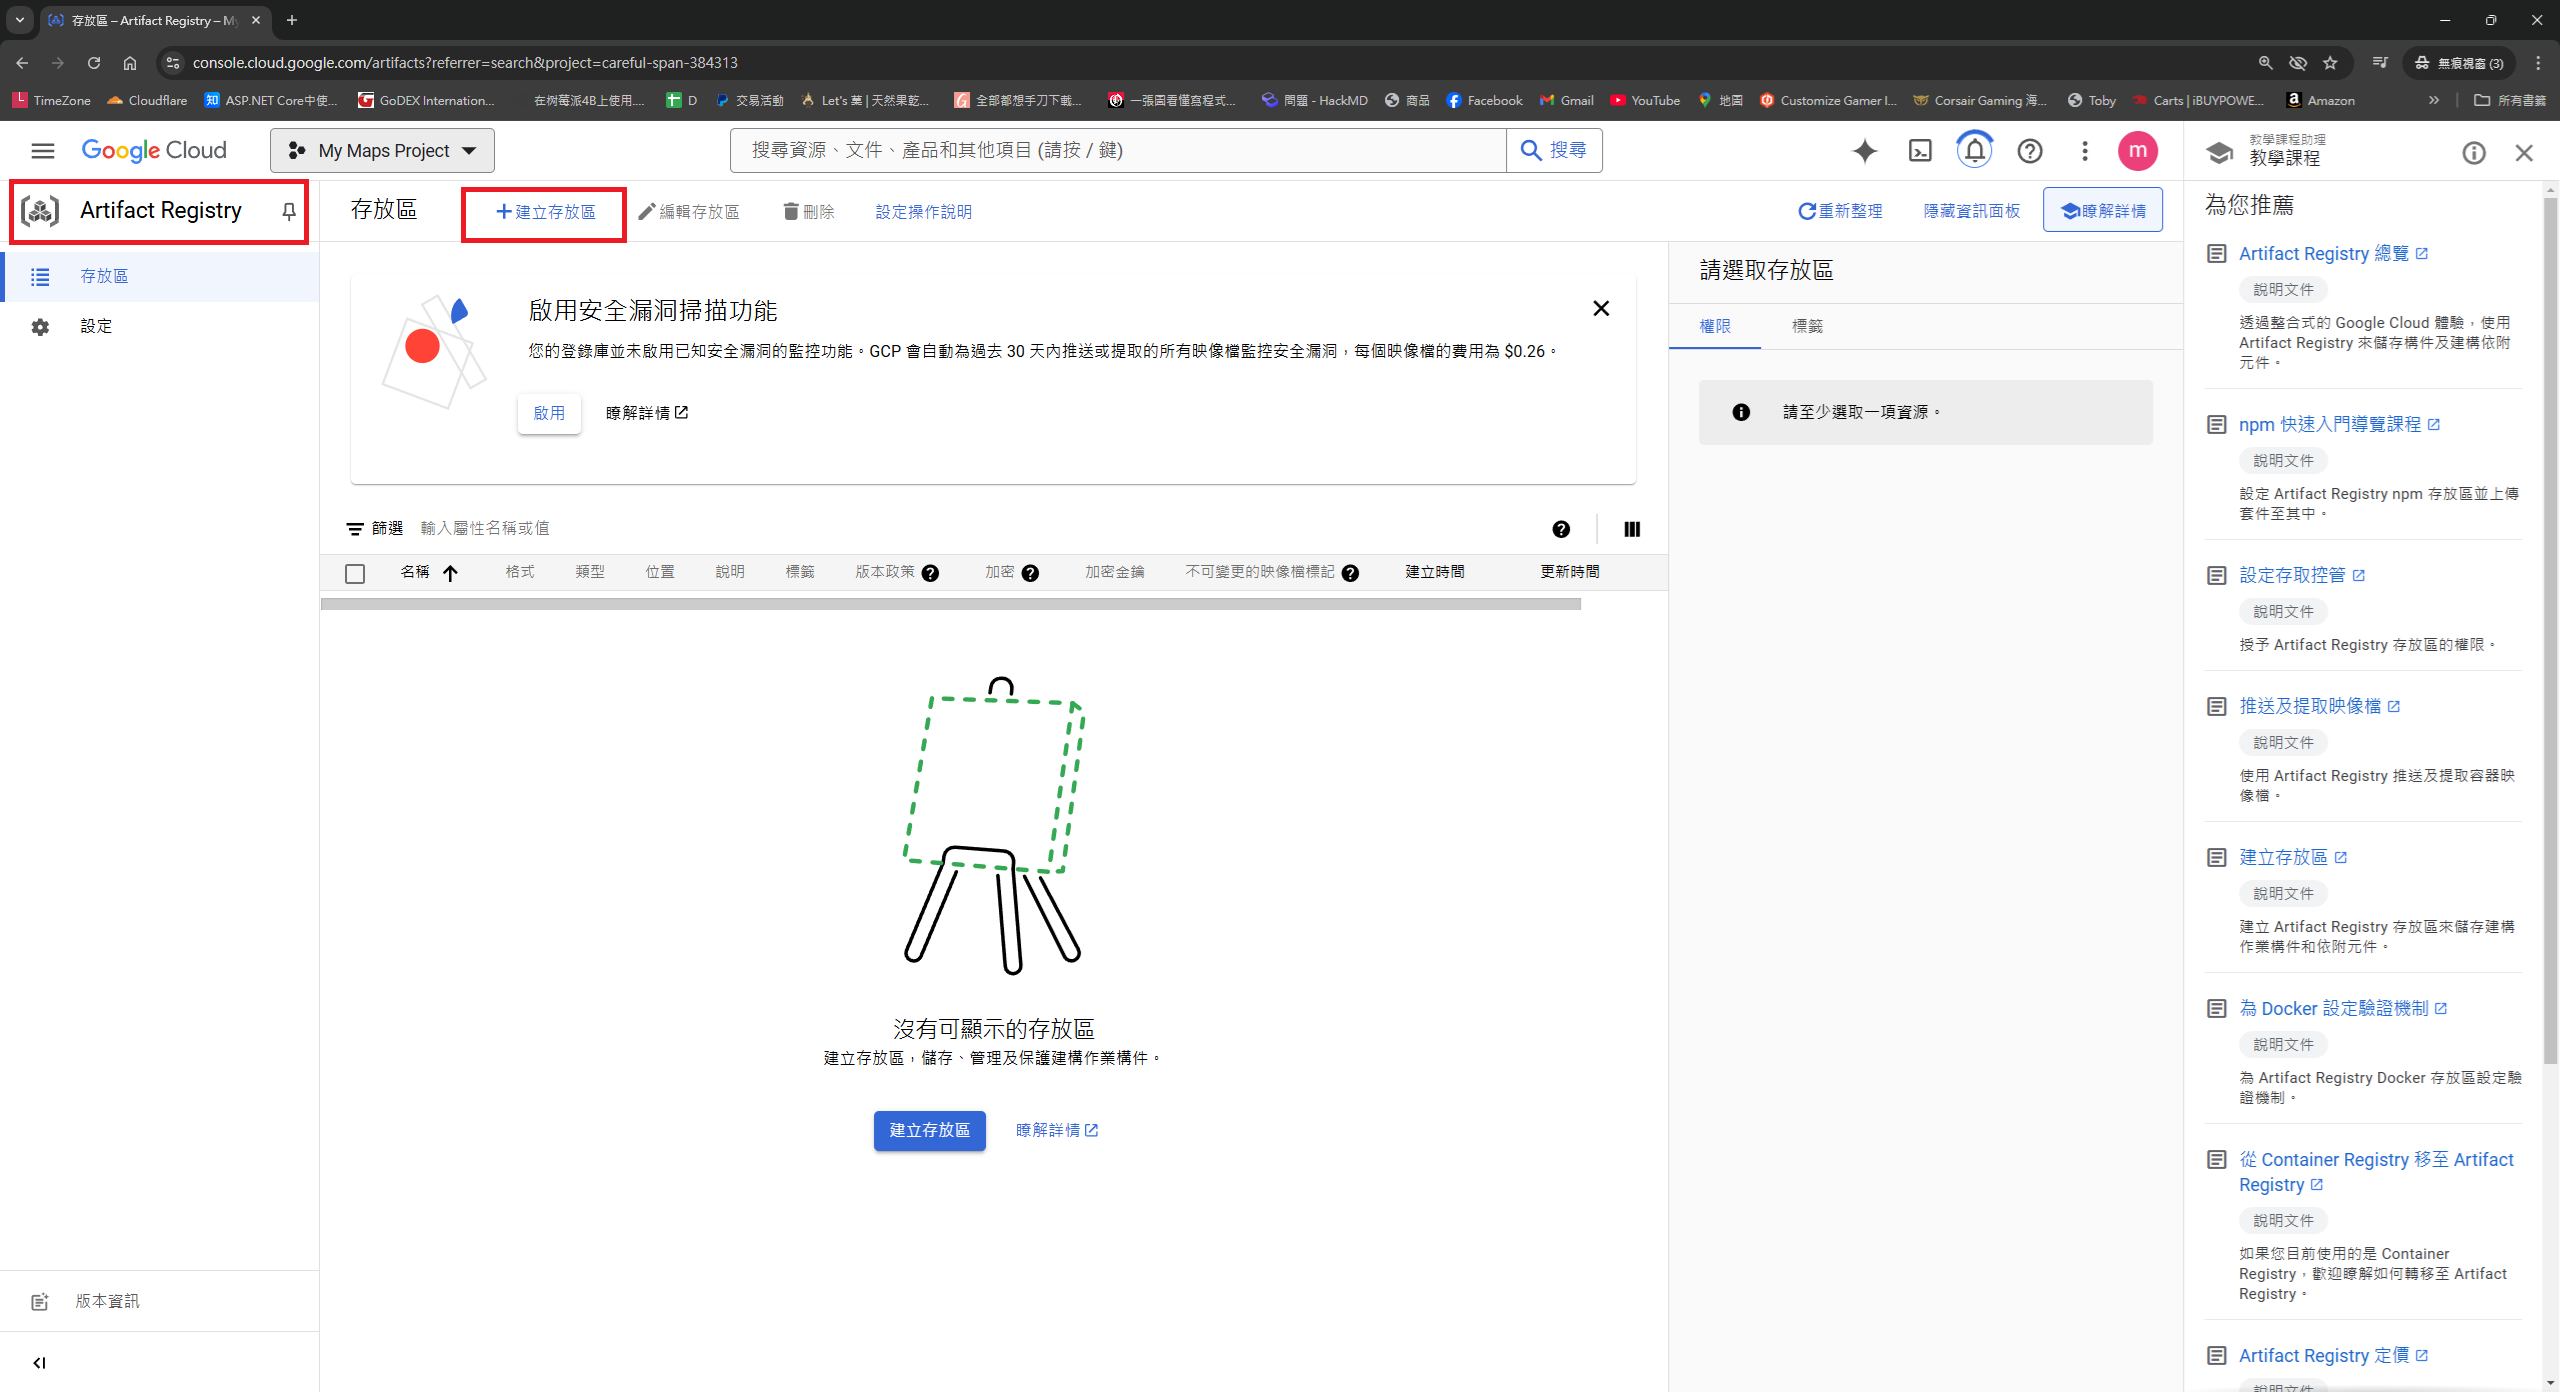 存放區 – Artifact Registry – My
console.cloud.google.com/artifacts?referrer=search&project=careful-span-384313
無痕視窗 (3)
TimeZone
Cloudflare
ASP.NET Core中使...
GoDEX Internation...
在树莓派4B上使用....
D
交易活動
Let's 菓 | 天然果乾...
全部都想手刀下載...
一張圖看懂寫程式...
問題 - HackMD
商品
Facebook
Gmail
YouTube
地圖
Customize Gamer I...
Corsair Gaming 海...
Toby
Carts | iBUYPOWE...
Amazon
所有書籤
Google Cloud
My Maps Project
搜尋資源、文件、產品和其他項目 (請按 / 鍵)
搜尋
m
教學課程助理
教學課程
Artifact Registry
存放區
設定
版本資訊
存放區
建立存放區
編輯存放區
刪除
設定操作說明
重新整理
隱藏資訊面板
瞭解詳情
啟用安全漏洞掃描功能
您的登錄庫並未啟用已知安全漏洞的監控功能。GCP 會自動為過去 30 天內推送或提取的所有映像檔監控安全漏洞，每個映像檔的費用為 $0.26。
啟用
瞭解詳情
篩選
輸入屬性名稱或值
名稱
格式
類型
位置
說明
標籤
版本政策
加密
加密金鑰
不可變更的映像檔標記
建立時間
更新時間
沒有可顯示的存放區
建立存放區，儲存、管理及保護建構作業構件。
建立存放區
瞭解詳情
請選取存放區
權限
標籤
請至少選取一項資源。
為您推薦
Artifact Registry 總覽
說明文件
透過整合式的 Google Cloud 體驗，使用
Artifact Registry 來儲存構件及建構依附
元件。
npm 快速入門導覽課程
說明文件
設定 Artifact Registry npm 存放區並上傳
套件至其中。
設定存取控管
說明文件
授予 Artifact Registry 存放區的權限。
推送及提取映像檔
說明文件
使用 Artifact Registry 推送及提取容器映
像檔。
建立存放區
說明文件
建立 Artifact Registry 存放區來儲存建構
作業構件和依附元件。
為 Docker 設定驗證機制
說明文件
為 Artifact Registry Docker 存放區設定驗
證機制。
從 Container Registry 移至 Artifact
Registry
說明文件
如果您目前使用的是 Container
Registry，歡迎瞭解如何轉移至 Artifact
Registry。
Artifact Registry 定價
說明文件